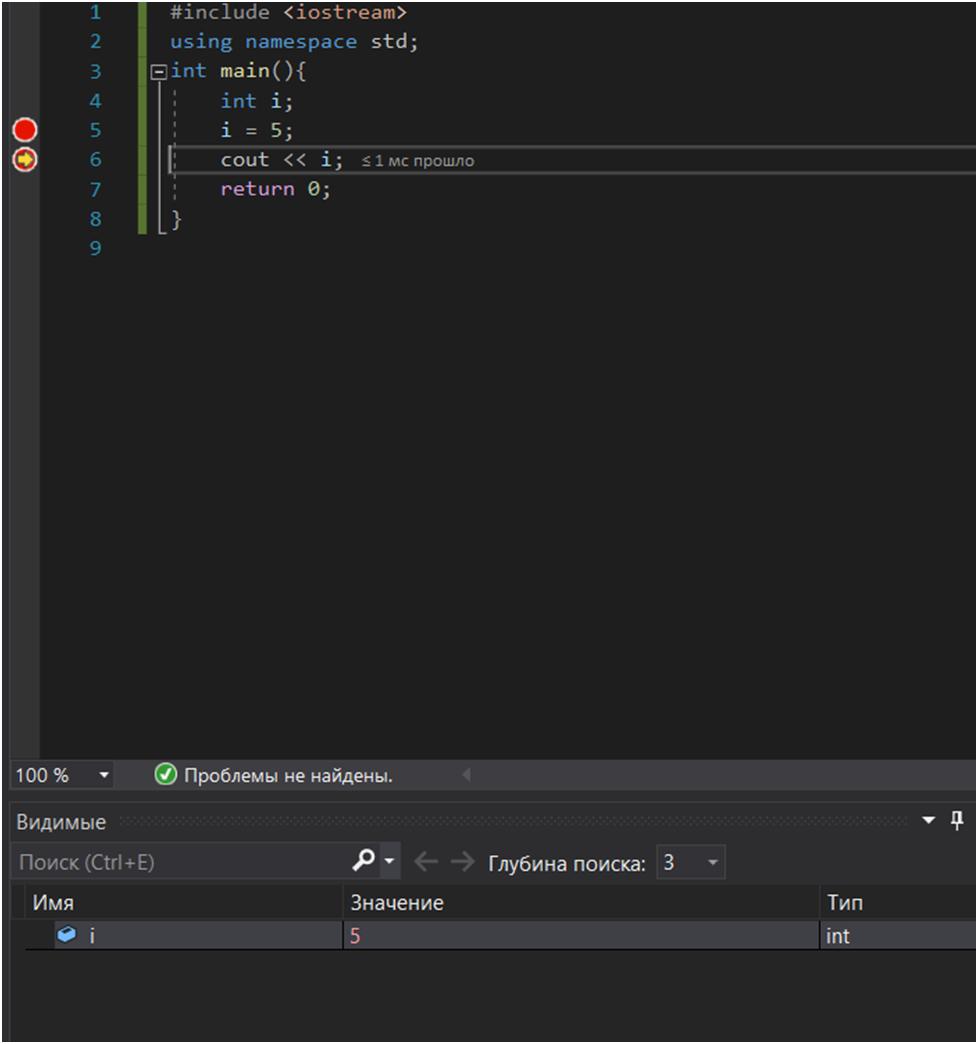 1 #include <iostream>
2 using namespace std;
3 int main(){
4 int i;
5 i = 5;
6 cout << i; ≤ 1 мс прошло
7 return 0;
8 }
9
100 % Проблемы не найдены.
Видимые
Поиск (Ctrl+E) Глубина поиска: 3
Имя Значение Тип
i 5 int